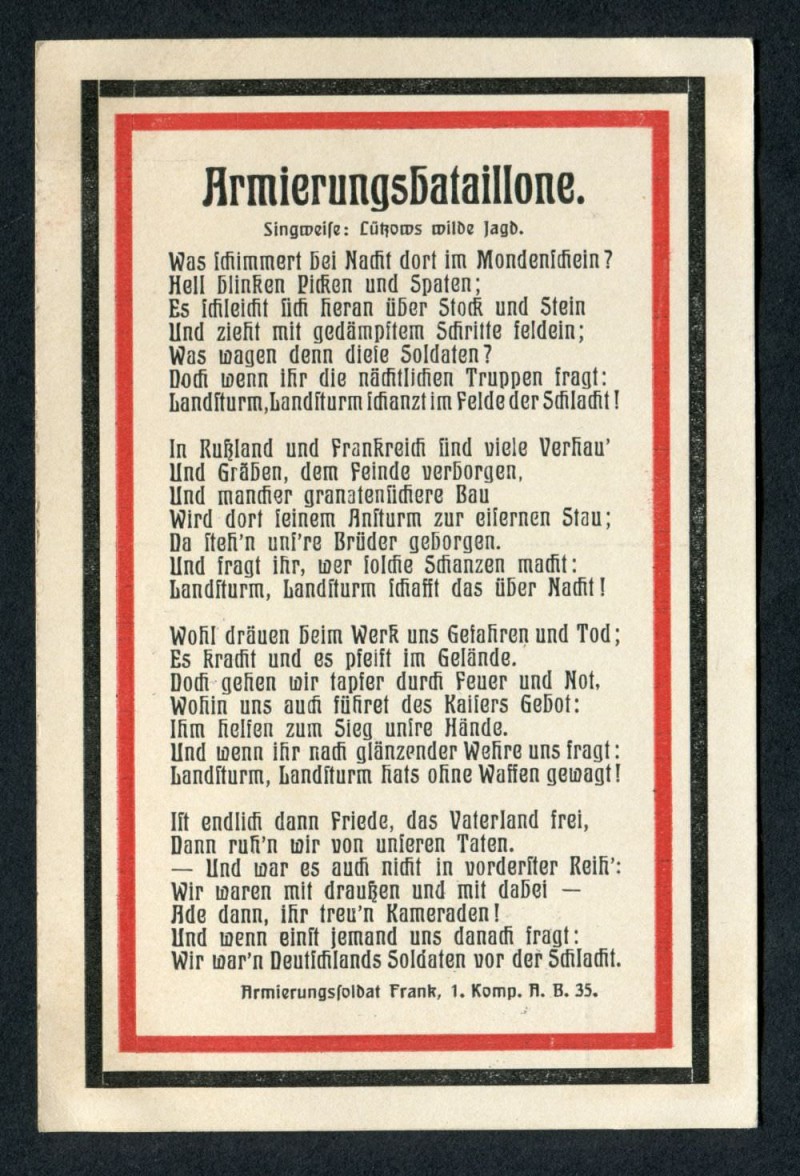 Armierungsbataillone.
Singweise: Lützows wilde Jagd.
Was schimmert bei Nacht dort im Mondenschein?
Hell blinken Picken und Spaten;
Es schleicht sich heran über Stock und Stein
Und zieht mit gedämpftem Schritte feldein;
Was wagen denn diese Soldaten?
Doch wenn ihr die nächtlichen Truppen fragt:
Landsturm, Landsturm schanzt im Felde der Schlacht!
In Rußland und Frankreich sind viele Verhau'
Und Gräben, dem Feinde verborgen,
Und mancher granatensichere Bau
Wird dort seinem Ansturm zur eisernen Stau;
Da steh'n uns're Brüder geborgen.
Und fragt ihr, wer solche Schanzen macht:
Landsturm, Landsturm schafft das über Nacht!
Wohl dräuen beim Werk uns Gefahren und Tod;
Es kracht und es pfeift im Gelände.
Doch gehen wir tapfer durch Feuer und Not,
Wohin uns auch führet des Kaisers Gebot:
Ihm helfen zum Sieg unsre Hände.
Und wenn ihr nach glänzender Wehre uns fragt:
Landsturm, Landsturm hats ohne Waffen gewagt!
Ist endlich dann Friede, das Vaterland frei,
Dann ruh'n wir von unseren Taten.
— Und war es auch nicht in vorderster Reih':
Wir waren mit draußen und mit dabei —
Ade dann, ihr treu'n Kameraden!
Und wenn einst jemand uns danach fragt:
Wir war'n Deutschlands Soldaten vor der Schlacht.
Armierungssoldat Frank, 1. Komp. A. B. 35.